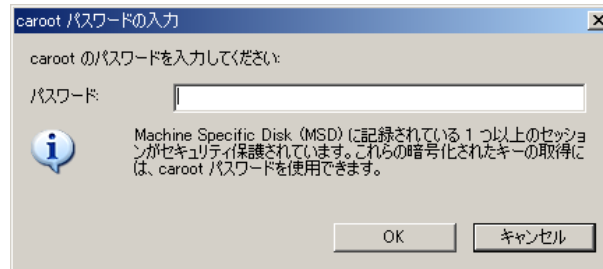 caroot パスワードの入力
caroot のパスワードを入力してください:
パスワード:
Machine Specific Disk (MSD) に記録されている 1 つ以上のセッショ
ンがセキュリティ保護されています。これらの暗号化されたキーの取得に
は、caroot パスワードを使用できます。
OK
キャンセル